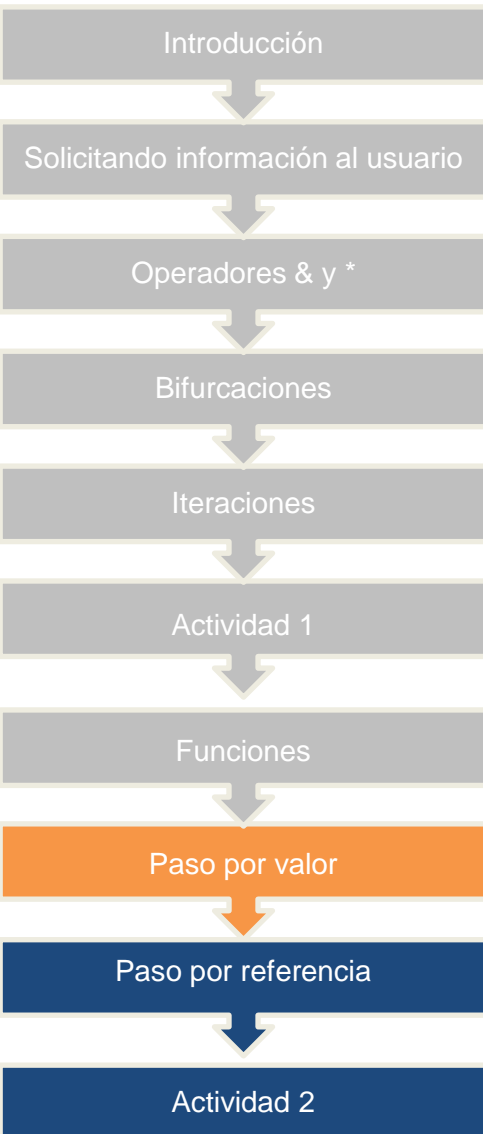 Introducción
Solicitando información al usuario
Operadores & y *
Bifurcaciones
Iteraciones
Actividad 1
Funciones
Paso por valor
Paso por referencia
Actividad 2